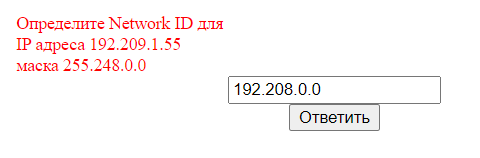 Определите Network ID для
IP адреса 192.209.1.55
маска 255.248.0.0
192.208.0.0
Ответить